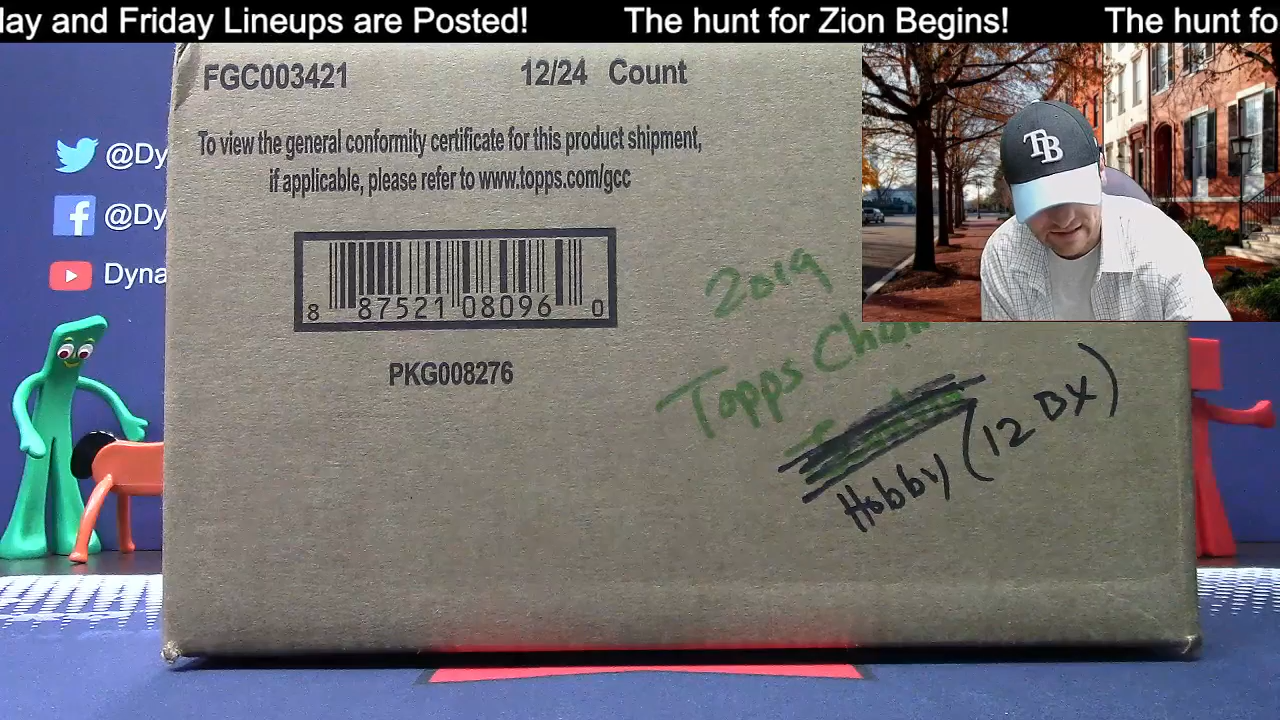 lay and Friday Lineups are Posted! The hunt for Zion Begins! The hunt fo
FGC003421 12/24 Count
To view the general conformity certificate for this product shipment,
if applicable, please refer to www.topps.com/gcc
@Dy
@Dy
Dyna
8 87521 08096 0
PKG008276
TB
2019
Topps Chom
Hobby (12 BX)